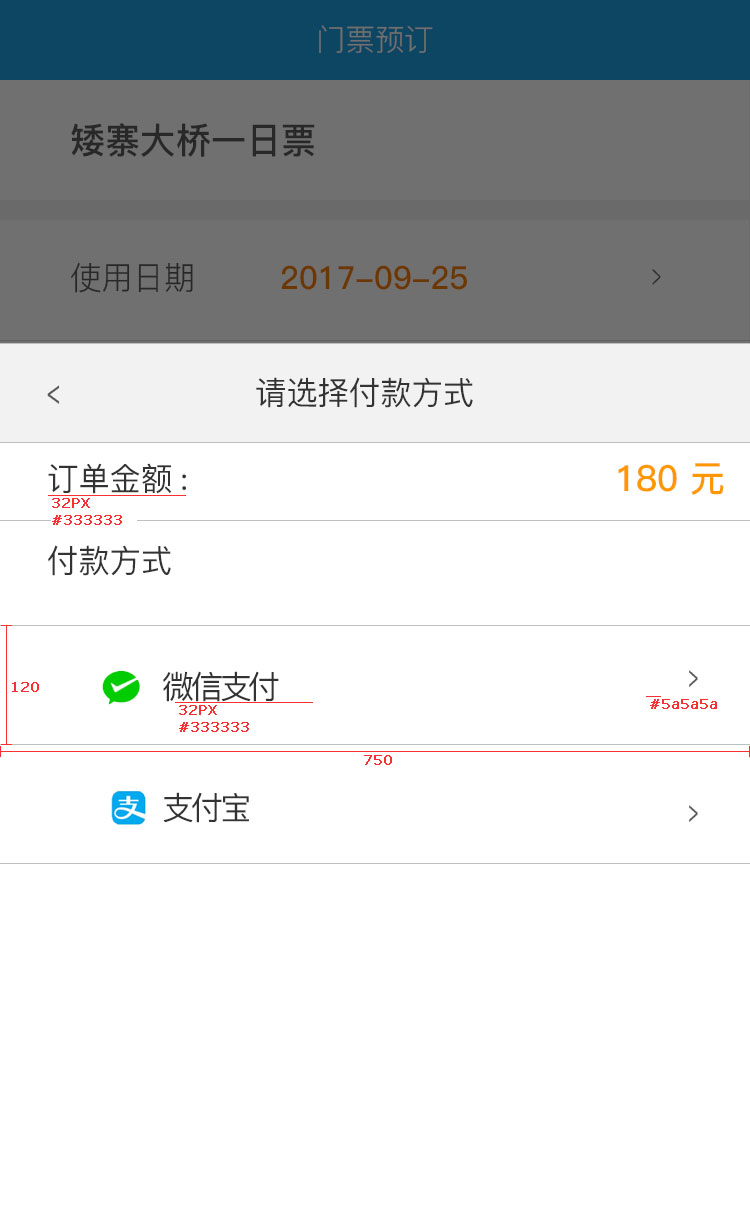 门票预订
矮寨大桥一日票
使用日期 2017-09-25 >
< 请选择付款方式
订单金额: 180 元
32PX
#333333
付款方式
120 微信支付 >
32PX #5a5a5a
#333333
750
支 支付宝 >